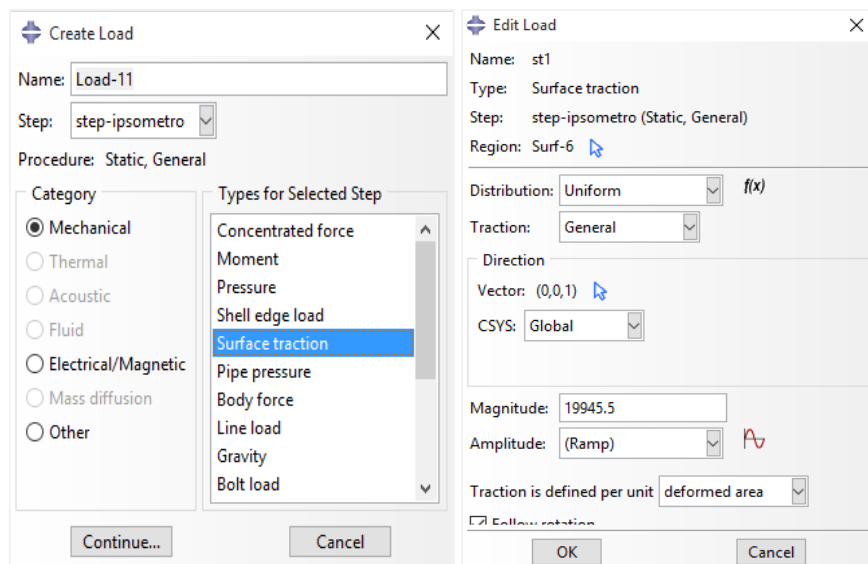 Create Load
Name: Load-11
Step: step-ipsometro
Procedure: Static, General
Category
Mechanical
Thermal
Acoustic
Fluid
Electrical/Magnetic
Mass diffusion
Other
Types for Selected Step
Concentrated force
Moment
Pressure
Shell edge load
Surface traction
Pipe pressure
Body force
Line load
Gravity
Bolt load
Continue...
Cancel
Edit Load
Name: st1
Type: Surface traction
Step: step-ipsometro (Static, General)
Region: Surf-6
Distribution: Uniform f(x)
Traction: General
Direction
Vector: (0,0,1)
CSYS: Global
Magnitude: 19945.5
Amplitude: (Ramp)
Traction is defined per unit deformed area
Follow rotation
OK
Cancel